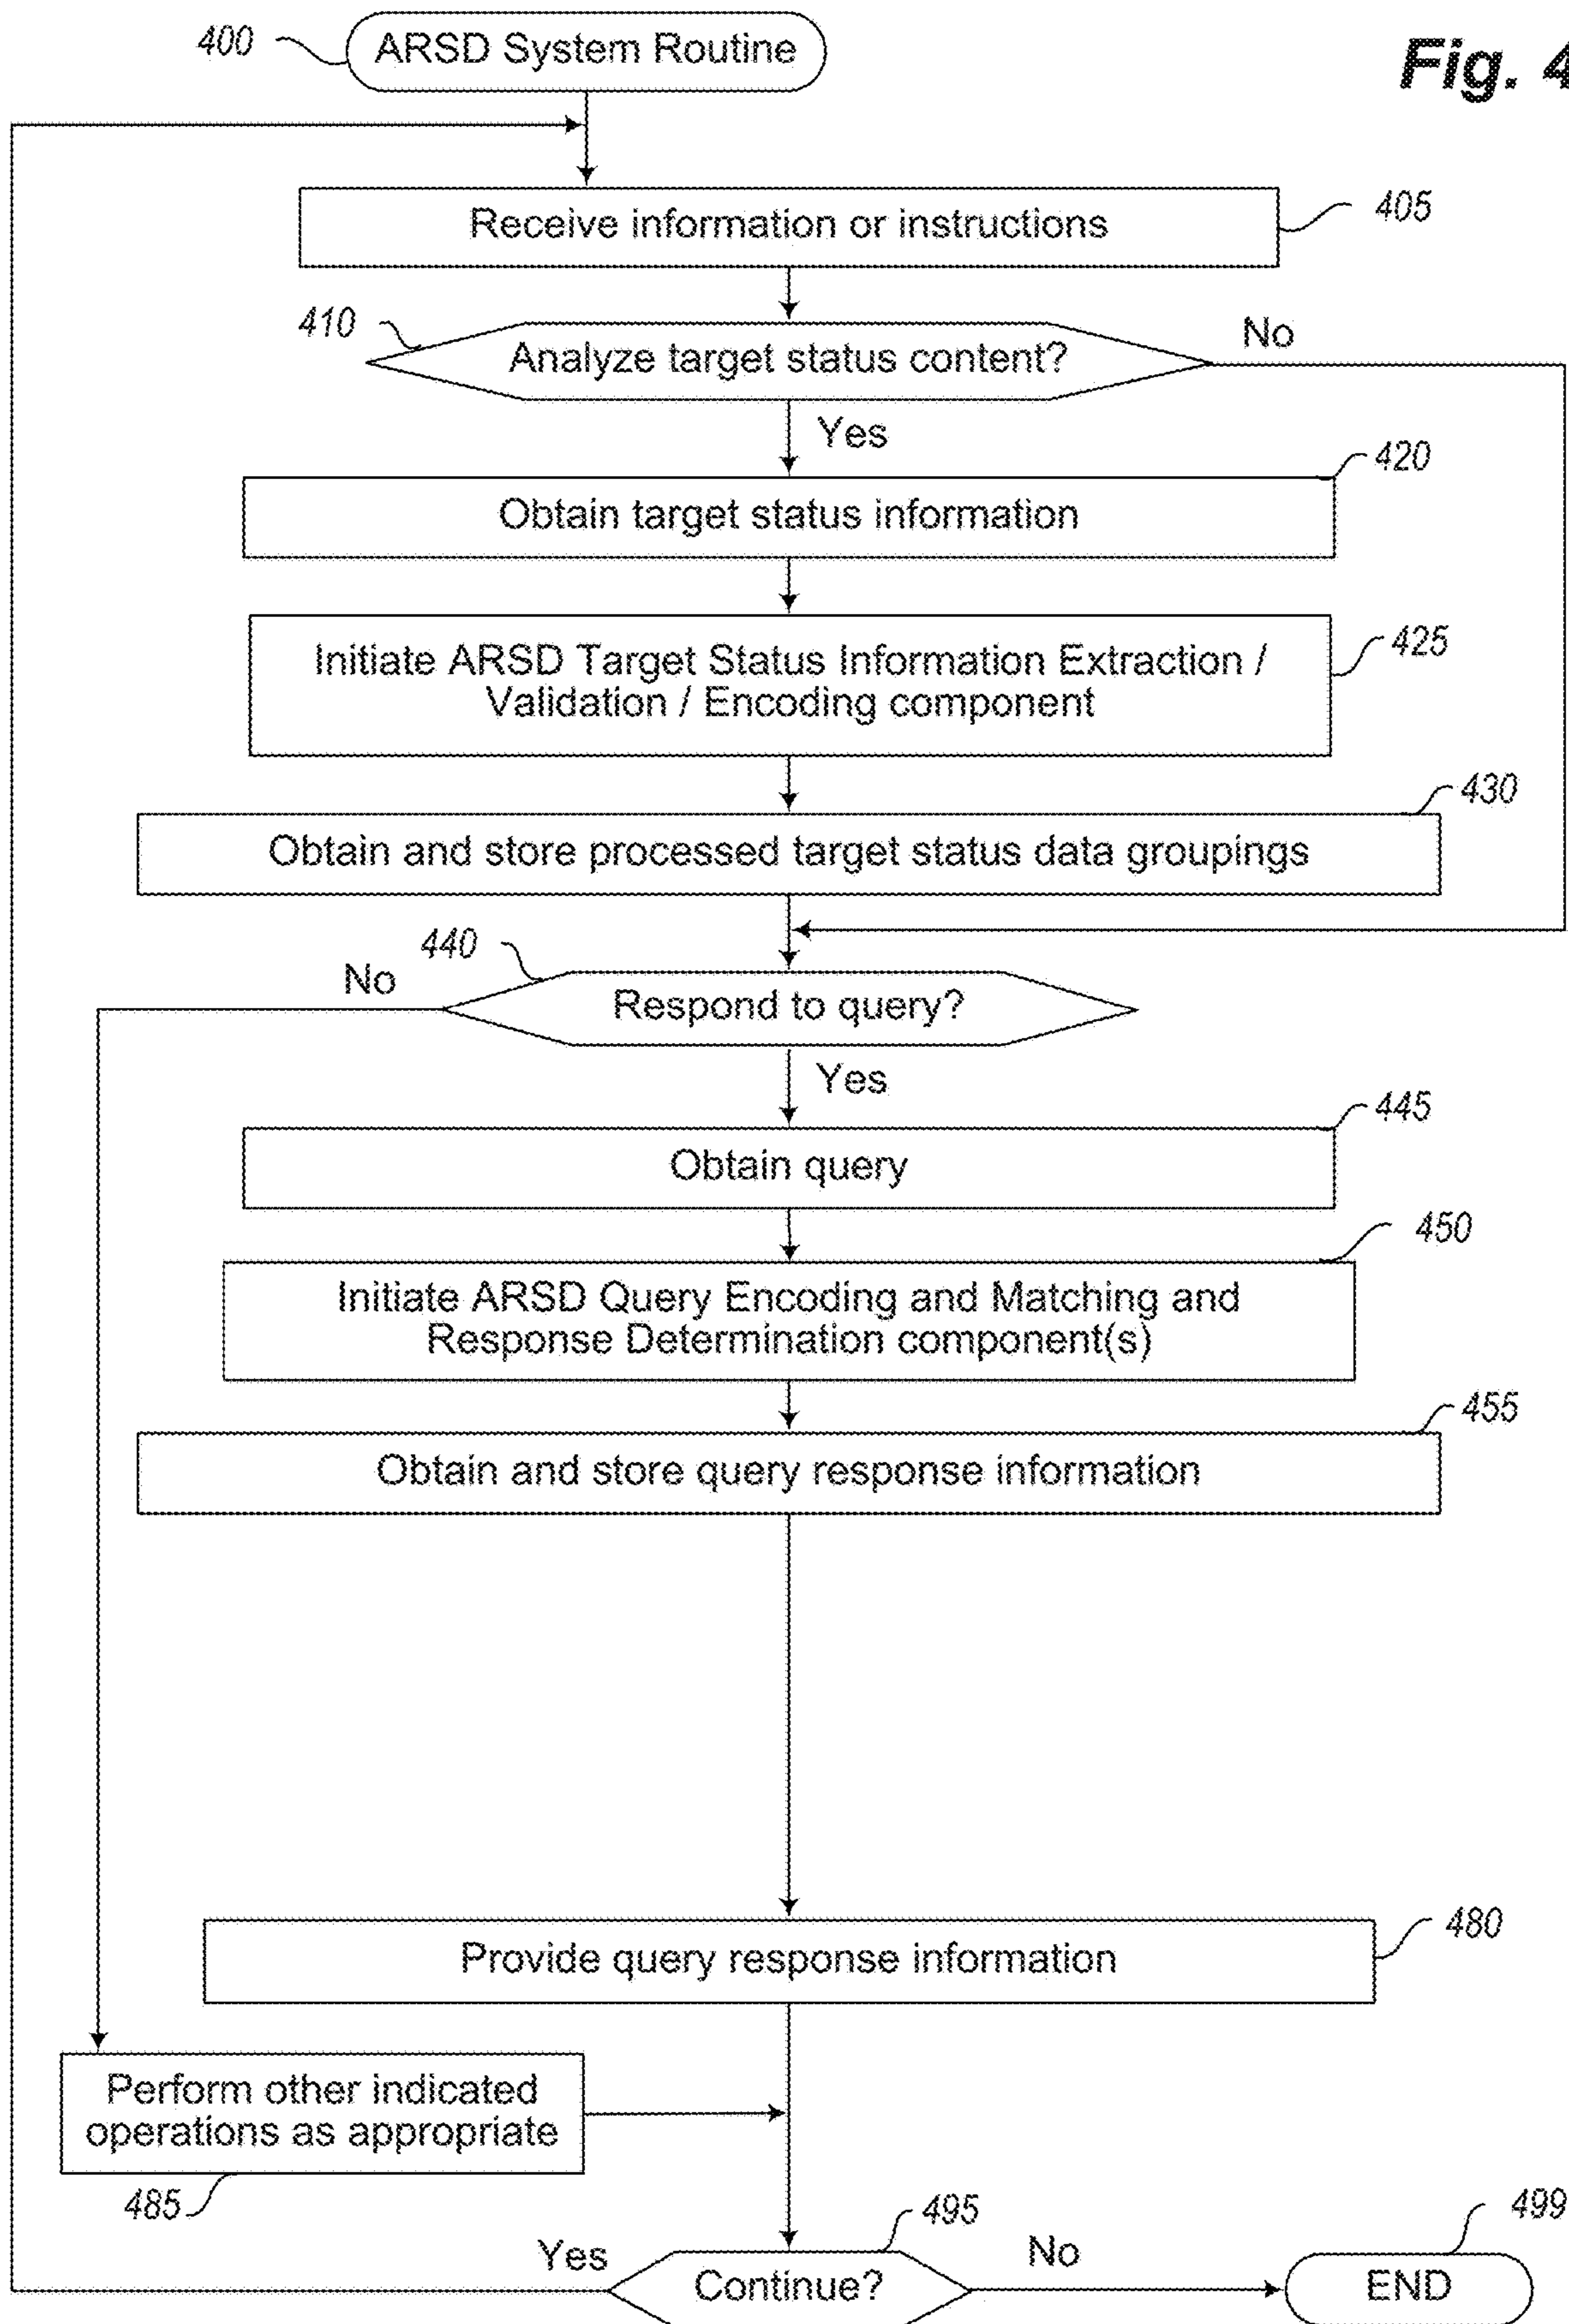 Fig. 4
400
ARSD System Routine
Receive information or instructions
405
410
Analyze target status content?
No
Yes
420
Obtain target status information
Initiate ARSD Target Status Information Extraction /
Validation / Encoding component
425
430
Obtain and store processed target status data groupings
440
No
Respond to query?
Yes
445
Obtain query
450
Initiate ARSD Query Encoding and Matching and
Response Determination component(s)
455
Obtain and store query response information
480
Provide query response information
Perform other indicated
operations as appropriate
485
495
499
Yes
Continue?
No
END